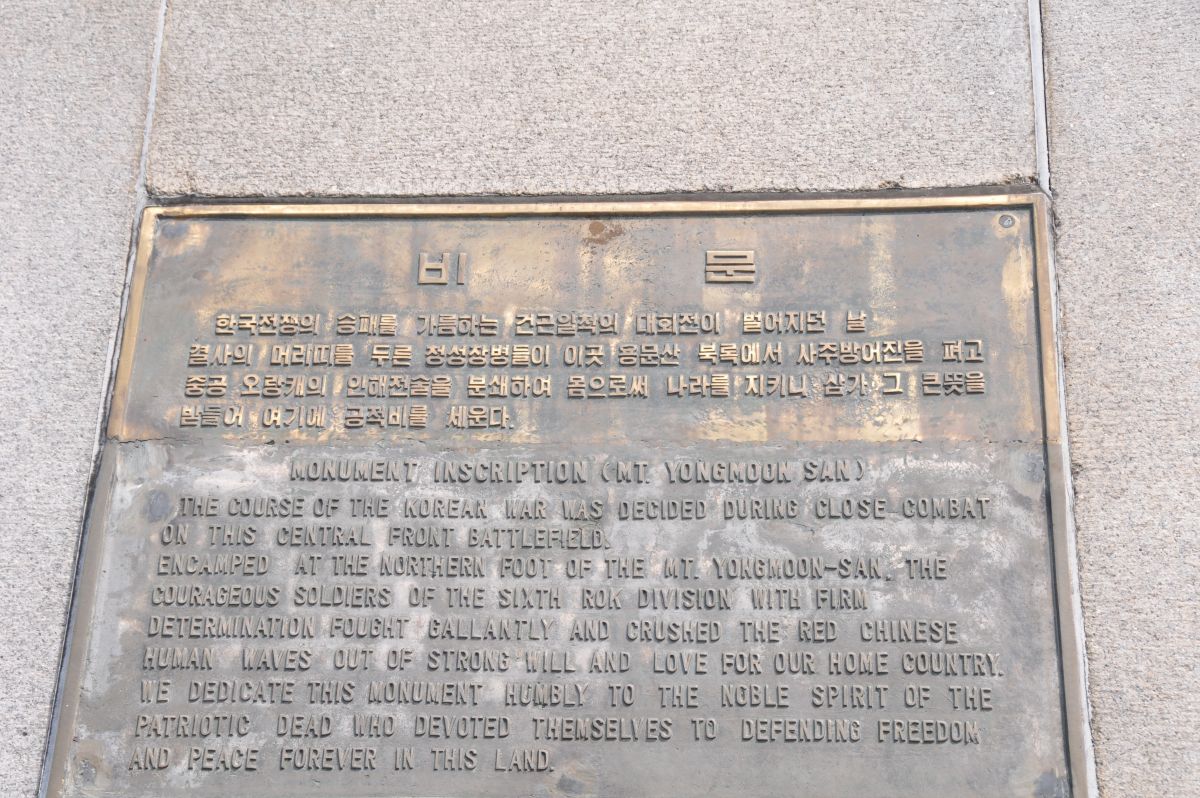 비 문
한국전쟁의 승패를 가름하는 건곤일척의 대회전이 벌어지던 날
결사의 머리띠를 두른 청성장병들이 이곳 용문산 북록에서 사주방어진을 펴고
중공 오랑캐의 인해전술을 분쇄하여 몸으로써 나라를 지키니 삼가 그 큰뜻을
받들어 여기에 공적비를 세운다.
MONUMENT INSCRIPTION (MT. YONGMOON SAN)
THE COURSE OF THE KOREAN WAR WAS DECIDED DURING CLOSE COMBAT
ON THIS CENTRAL FRONT BATTLEFIELD.
ENCAMPED AT THE NORTHERN FOOT OF THE MT. YONGMOON-SAN, THE
COURAGEOUS SOLDIERS OF THE SIXTH ROK DIVISION WITH FIRM
DETERMINATION FOUGHT GALLANTLY AND CRUSHED THE RED CHINESE
HUMAN WAVES OUT OF STRONG WILL AND LOVE FOR OUR HOME COUNTRY.
WE DEDICATE THIS MONUMENT HUMBLY TO THE NOBLE SPIRIT OF THE
PATRIOTIC DEAD WHO DEVOTED THEMSELVES TO DEFENDING FREEDOM
AND PEACE FOREVER IN THIS LAND.